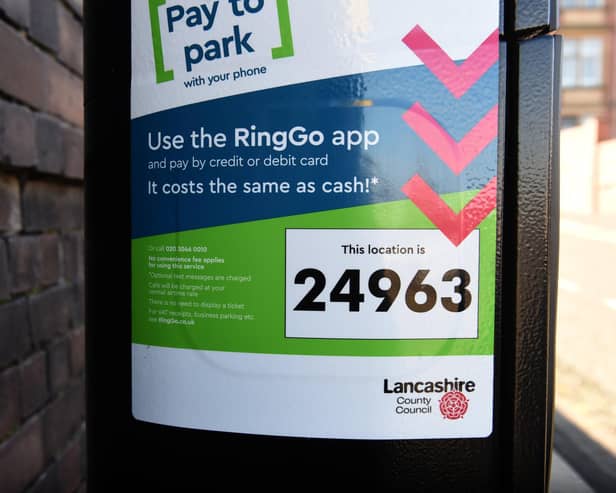 Pay to
park
with your phone
Use the RingGo app
and pay by credit or debit card
It costs the same as cash!*
Or call 020 3046 0010
No convenience fee applies
for using this service
*Optional text messages are charged
Calls will be charged at your
normal airtime rate
There is no need to display a ticket
For VAT receipts, business parking etc.
see RingGo.co.uk
This location is
24963
Lancashire
County
Council